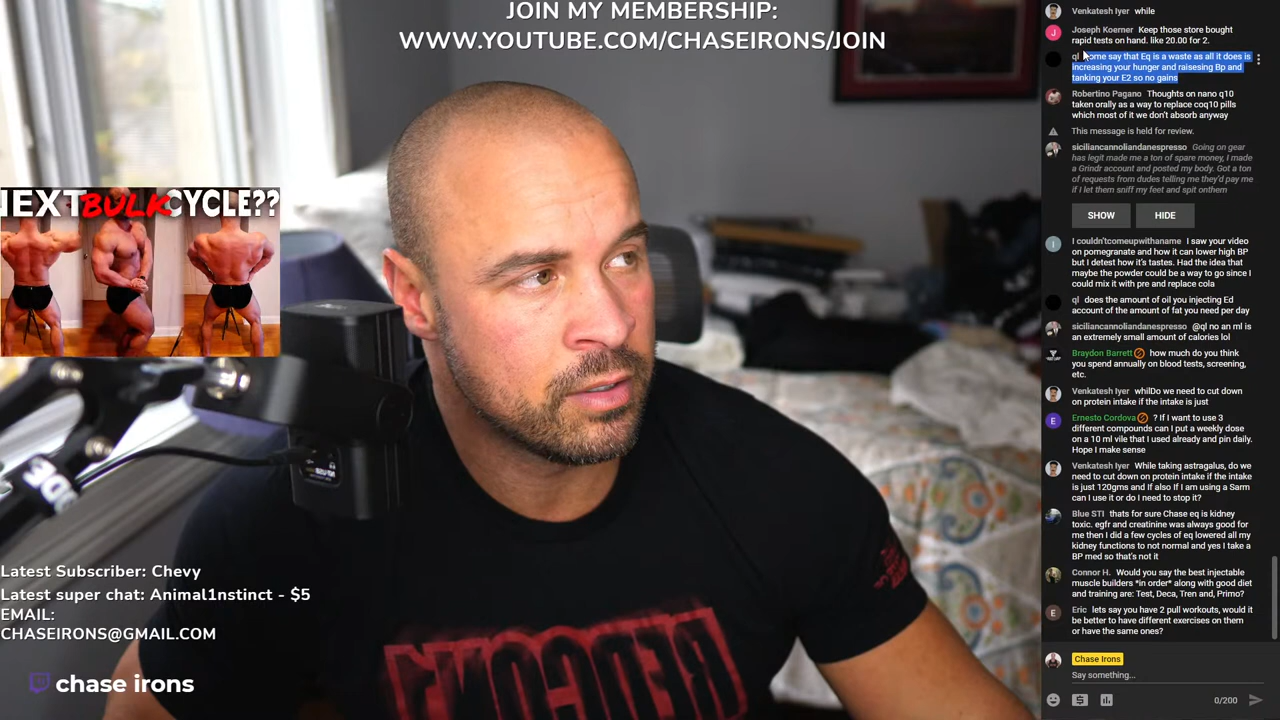 JOIN MY MEMBERSHIP:
WWW.YOUTUBE.COM/CHASEIRONS/JOIN
NEXT BULK CYCLE??
Latest Subscriber: Chevy
Latest super chat: Animal1nstinct - $5
EMAIL:
CHASEIRONS@GMAIL.COM
chase irons
Venkatesh Iyer while
Joseph Koerner Keep those store bought
rapid tests on hand. like 20.00 for 2.
ome say that Eq is a waste as all it does is
increasing your hunger and raisesing Bp and
tanking your E2 so no gains
Robertino Pagano Thoughts on nano q10
taken orally as a way to replace coq10 pills
which most of it we don't absorb anyway
This message is held for review.
siciliancannoliandanespresso Going on gear
has legit made me a ton of spare money, I made
a Grindr account and posted my body. Got a ton
of requests from dudes telling me they'd pay me
if I let them sniff my feet and spit onthem
SHOW HIDE
I couldn'tcomeupwithaname I saw your video
on pomegranate and how it can lower high BP
but I detest how it's tastes. Had the idea that
maybe the powder could be a way to go since I
could mix it with pre and replace cola
ql does the amount of oil you injecting Ed
account of the amount of fat you need per day
siciliancannoliandanespresso @ql no an ml is
an extremely small amount of calories lol
Braydon Barrett how much do you think
you spend annually on blood tests, screening,
etc.
Venkatesh Iyer whilDo we need to cut down
on protein intake if the intake is just
Ernesto Cordova ? If I want to use 3
different compounds can I put a weekly dose
on a 10 ml vile that I used already and pin daily.
Hope I make sense
Venkatesh Iyer While taking astragalus, do we
need to cut down on protein intake if the intake
is just 120gms and If also If I am using a Sarm
can I use it or do I need to stop it?
Blue STI thats for sure Chase eq is kidney
toxic. egfr and creatinine was always good for
me then I did a few cycles of eq lowered all my
kidney functions to not normal and yes I take a
BP med so that's not it
Connor H. Would you say the best injectable
muscle builders *in order* along with good diet
and training are: Test, Deca, Tren and, Primo?
Eric lets say you have 2 pull workouts, would it
be better to have different exercises on them
or have the same ones?
Chase Irons
Say something...
0/200